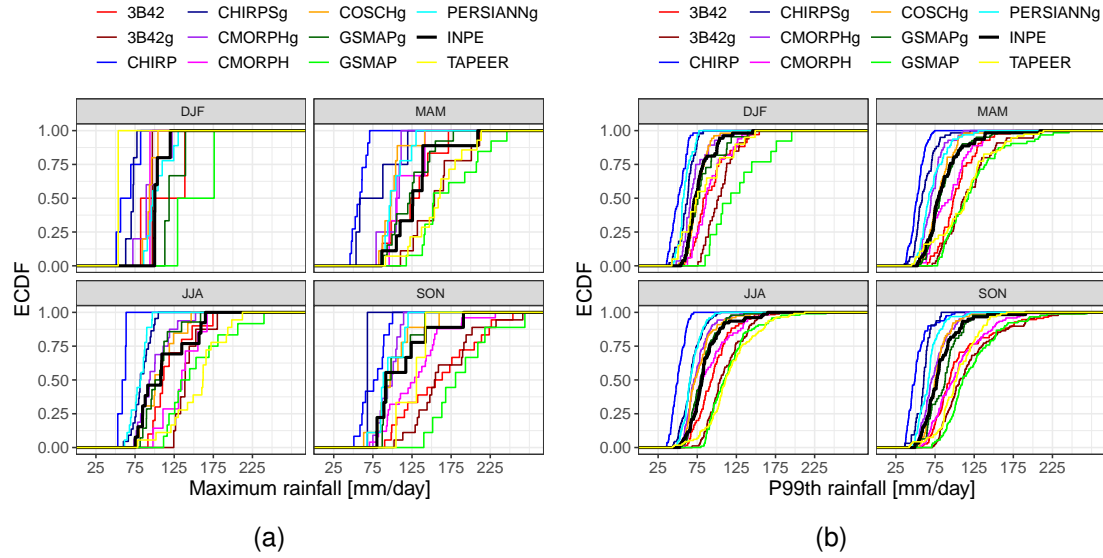 3B42 CHIRPSg COSCHg PERSIANNg
3B42g CMORPHg GSMAPg INPE
CHIRP CMORPH GSMAP TAPEER
DJF MAM
1.00
0.75
0.50
0.25
0.00
JJA SON
1.00
0.75
0.50
0.25
0.00
ECDF
25 75 125 175 225 25 75 125 175 225
Maximum rainfall [mm/day]
(a)
3B42 CHIRPSg COSCHg PERSIANNg
3B42g CMORPHg GSMAPg INPE
CHIRP CMORPH GSMAP TAPEER
DJF MAM
1.00
0.75
0.50
0.25
0.00
JJA SON
1.00
0.75
0.50
0.25
0.00
ECDF
25 75 125 175 225 25 75 125 175 225
P99th rainfall [mm/day]
(b)